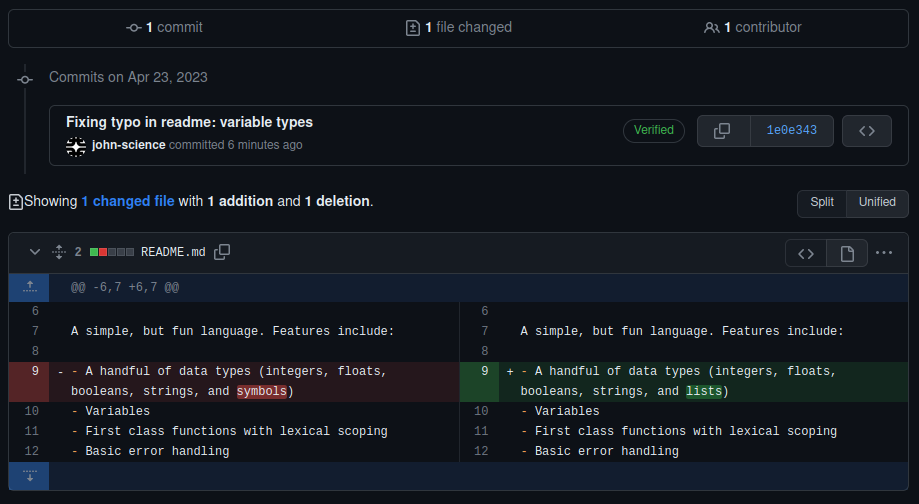 1 commit
1 file changed
1 contributor
Commits on Apr 23, 2023
Fixing typo in readme: variable types
john-science committed 6 minutes ago
Verified
1e0e343
Showing 1 changed file with 1 addition and 1 deletion.
Split
Unified
2
README.md
@@ -6,7 +6,7 @@
6
7 A simple, but fun language. Features include:
8
9 - - A handful of data types (integers, floats,
booleans, strings, and symbols)
10 - Variables
11 - First class functions with lexical scoping
12 - Basic error handling
6
7 A simple, but fun language. Features include:
8
9 + - A handful of data types (integers, floats,
booleans, strings, and lists)
10 - Variables
11 - First class functions with lexical scoping
12 - Basic error handling